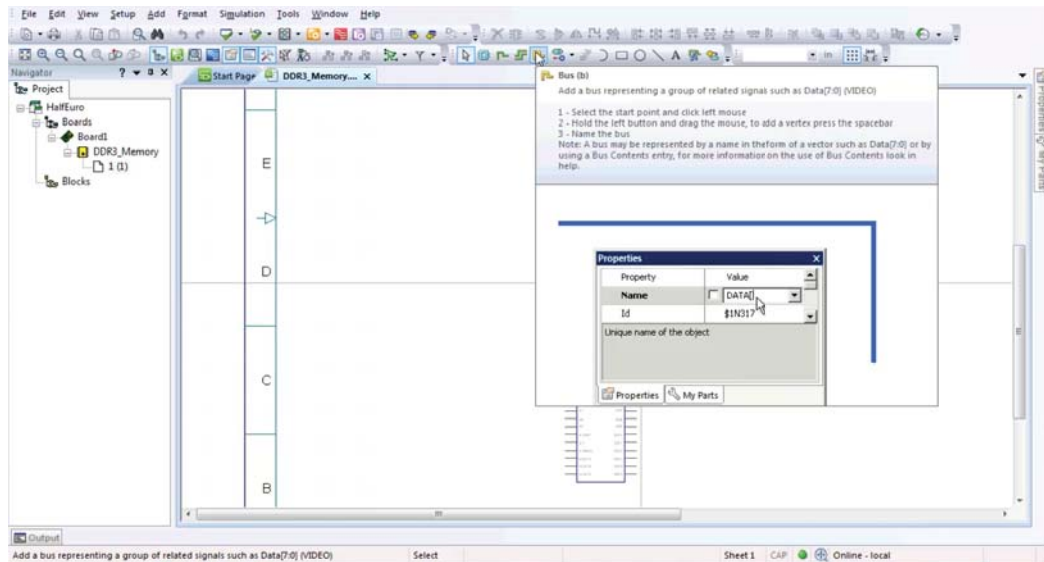 File Edit View Setup Add Format Simulation Tools Window Help
in
Navigator
Start Page DDR3_Memory....
Project
HalfEuro
Boards
Board1
DDR3_Memory
1 (1)
Blocks
E
D
C
B
Bus (b)
Add a bus representing a group of related signals such as Data[7:0] (VIDEO)
1 - Select the start point and click left mouse
2 - Hold the left button and drag the mouse, to add a vertex press the spacebar
3 - Name the bus
Note: A bus may be represented by a name in theform of a vector such as Data[7:0] or by
using a Bus Contents entry, for more information on the use of Bus Contents look in
help.
Properties
Property Value
Name DATA[]
Id $1N317
Unique name of the object
Properties My Parts
Properties
My Parts
Output
Add a bus representing a group of related signals such as Data[7:0] (VIDEO) Select Sheet 1 CAP Online - local